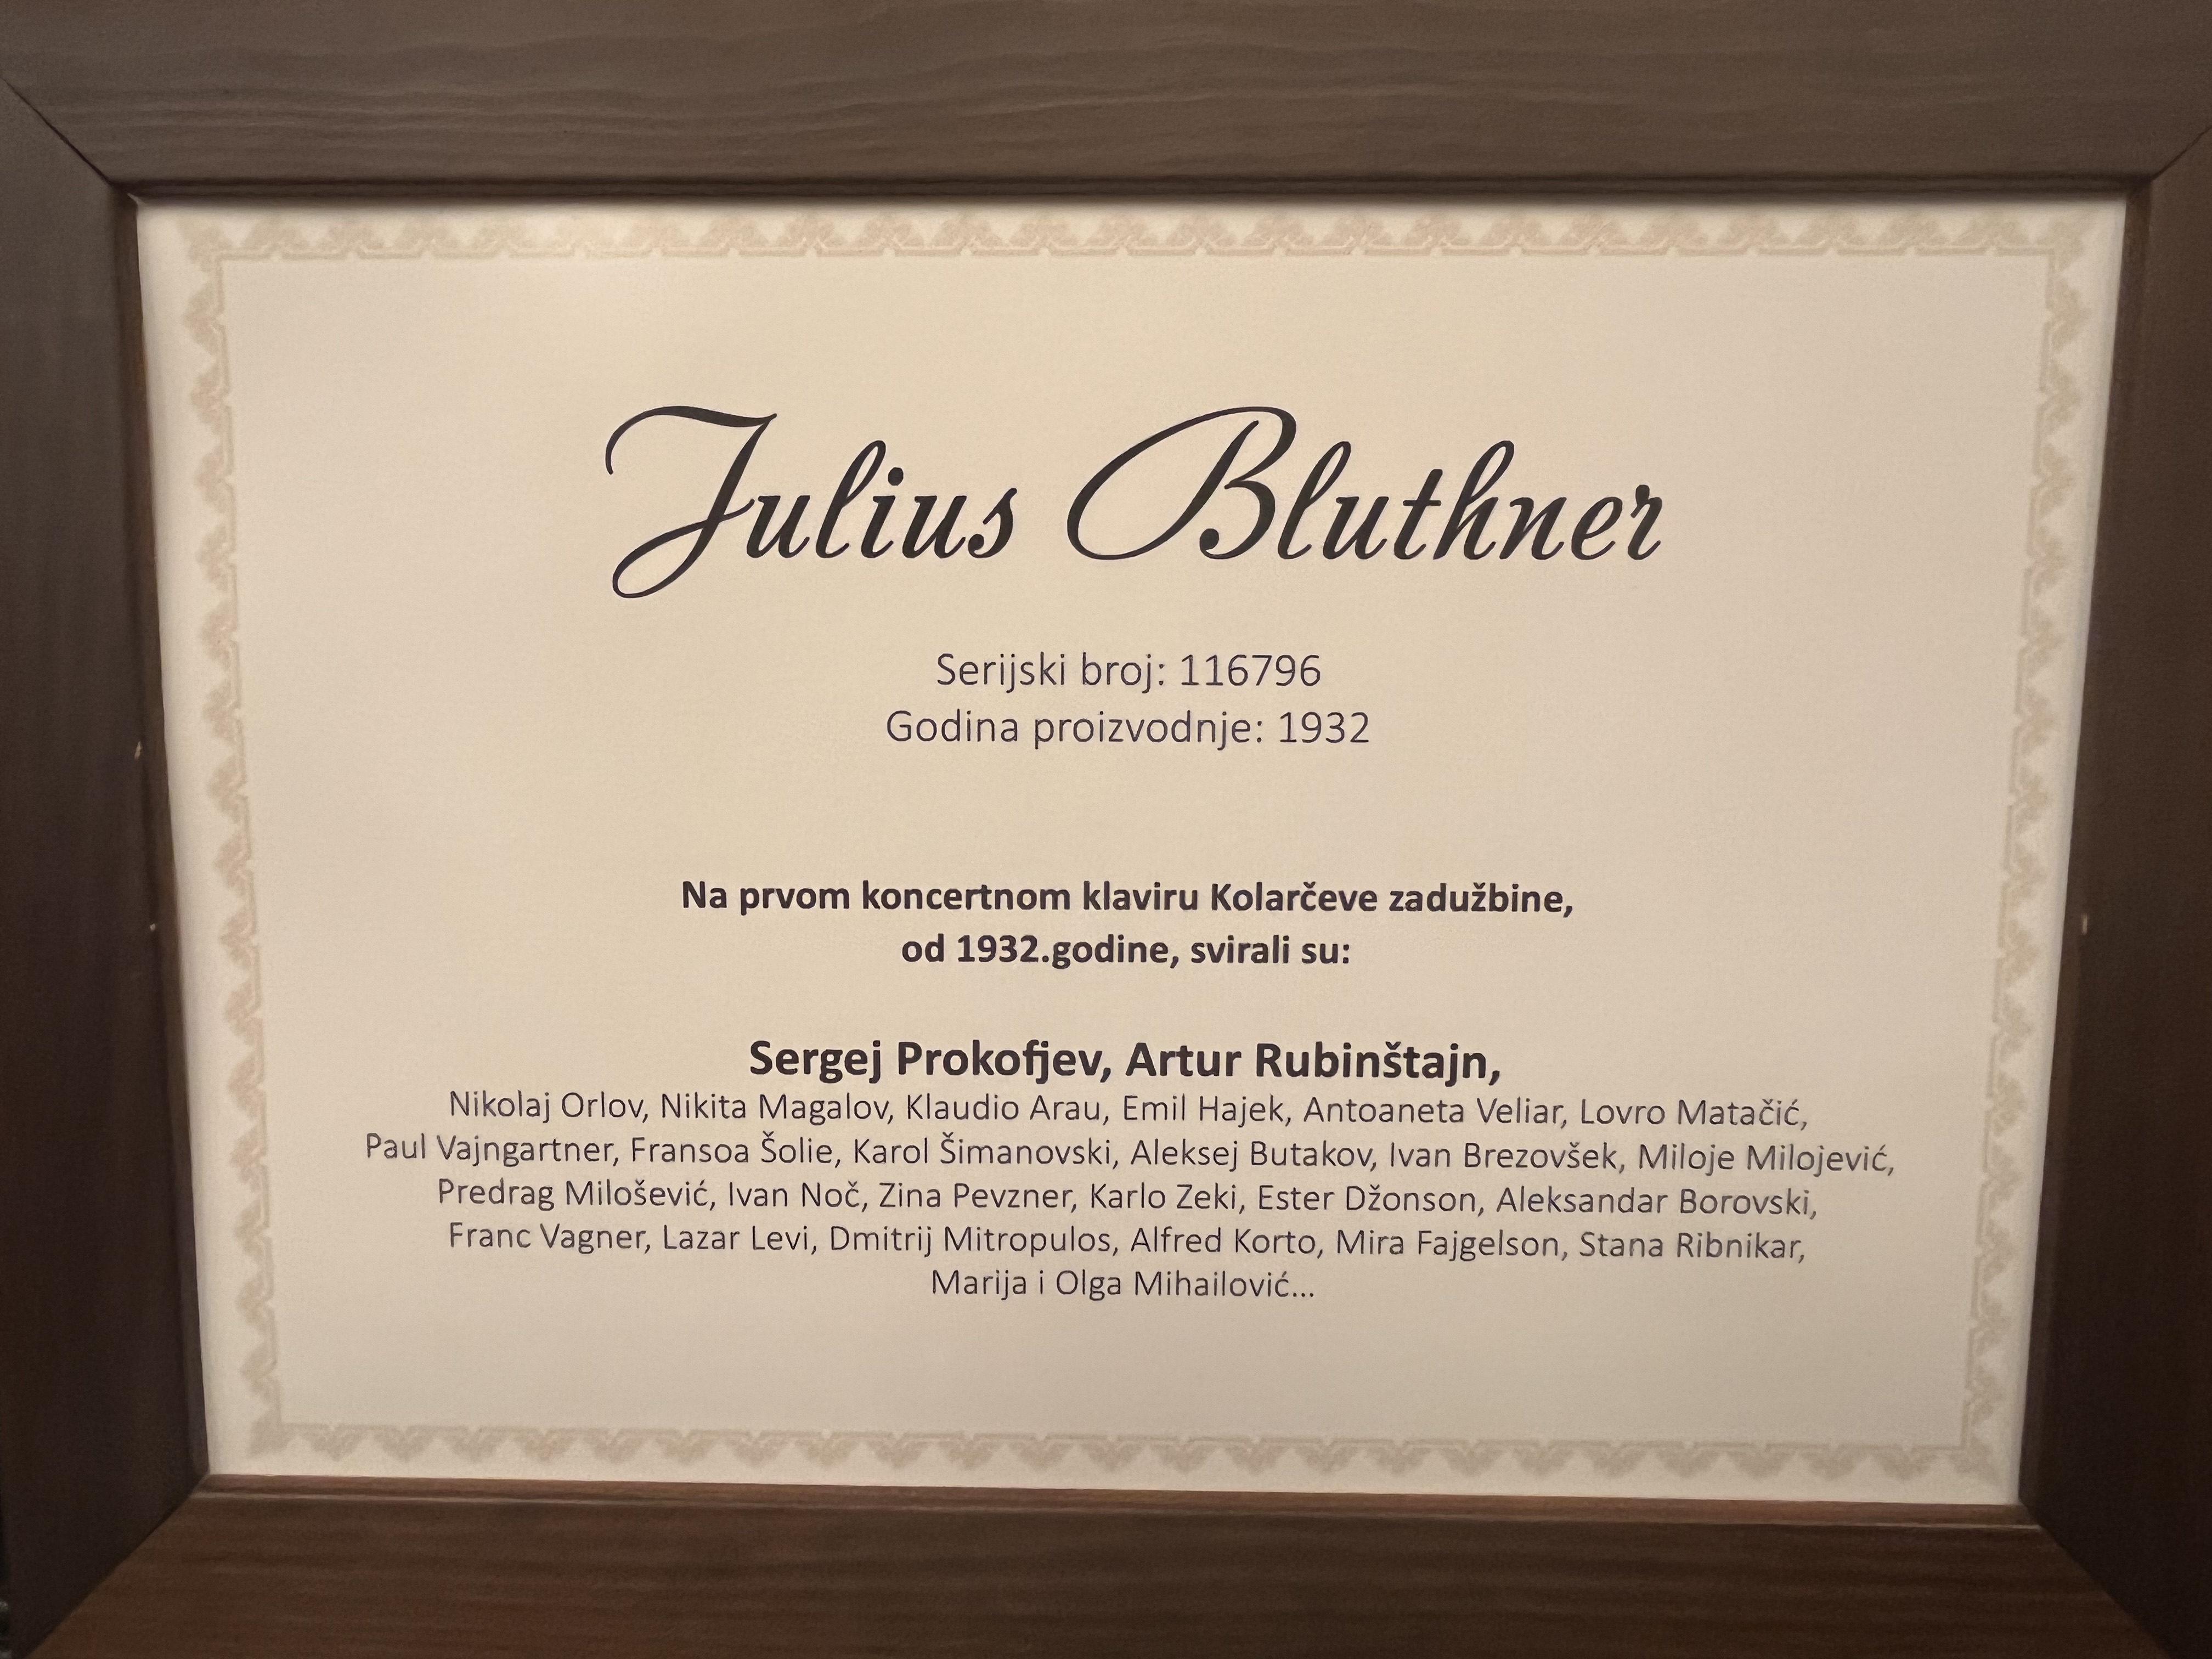 Julius Bluthner
Serijski broj: 116796
Godina proizvodnje: 1932
Na prvom koncertnom klaviru Kolarčeve zadužbine,
od 1932.godine, svirali su:
Sergej Prokofjev, Artur Rubinštajn,
Nikolaj Orlov, Nikita Magalov, Klaudio Arau, Emil Hajek, Antoaneta Veliar, Lovro Matačić,
Paul Vajngartner, Fransoa Šolie, Karol Šimanovski, Aleksej Butakov, Ivan Brezovšek, Miloje Milojević,
Predrag Milošević, Ivan Noč, Zina Pevzner, Karlo Zeki, Ester Džonson, Aleksandar Borovski,
Franc Vagner, Lazar Levi, Dmitrij Mitropulos, Alfred Korto, Mira Fajgelson, Stana Ribnikar,
Marija i Olga Mihailović...